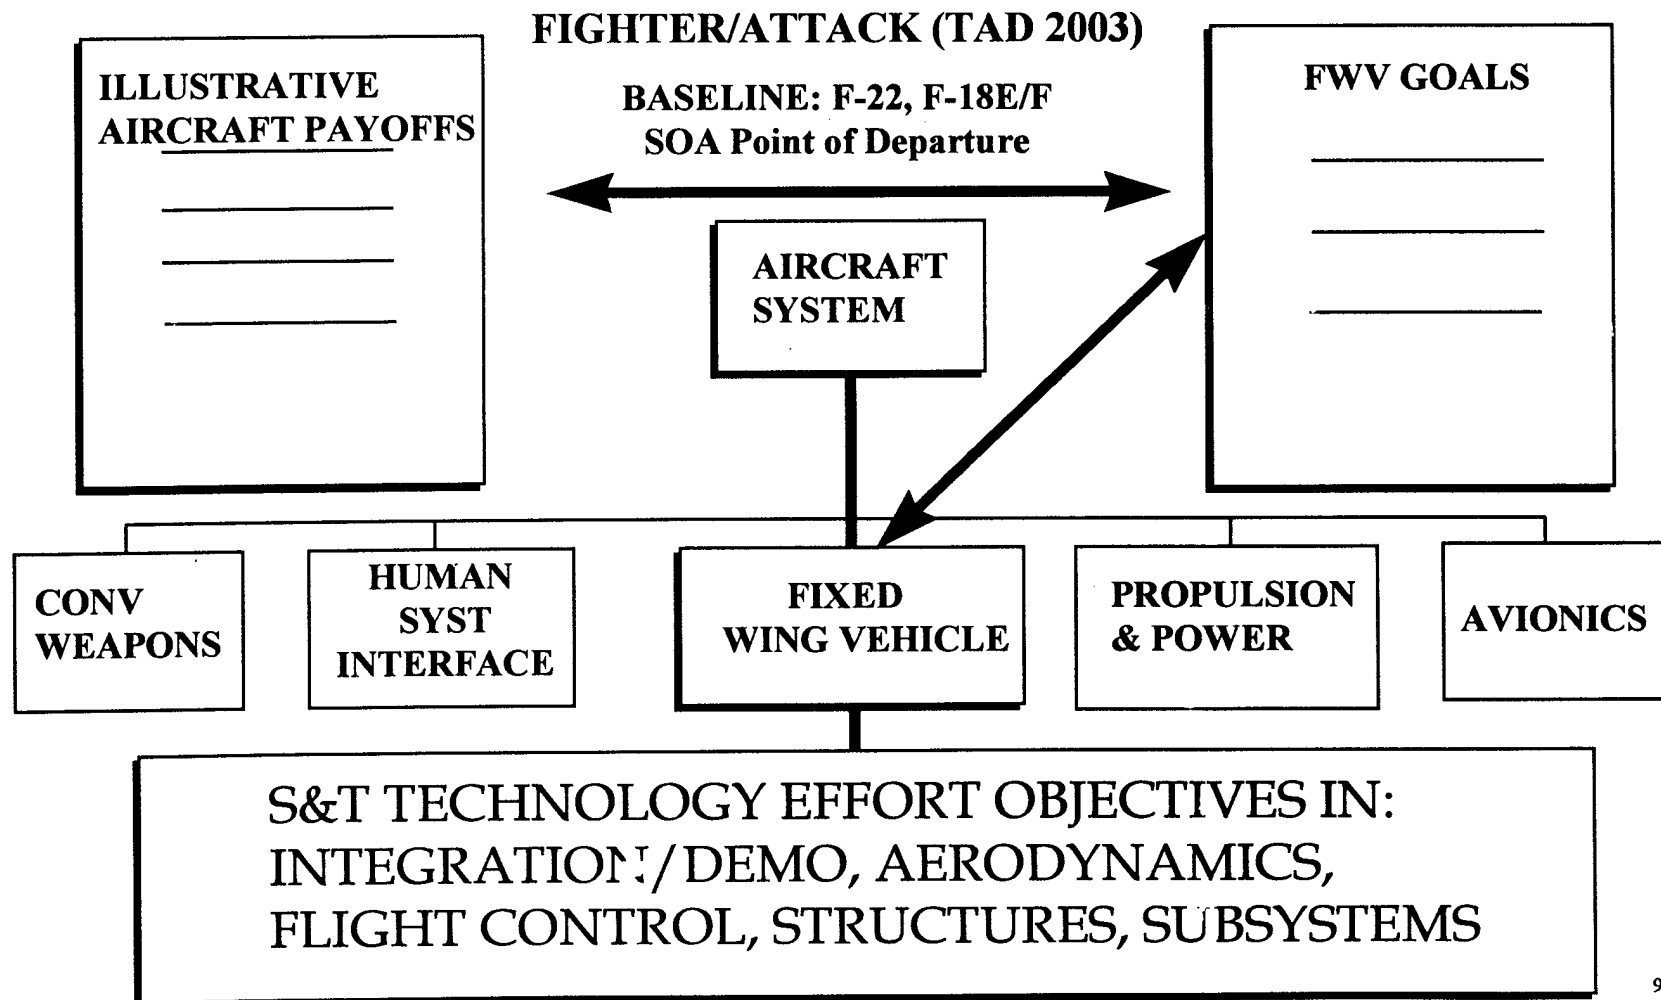 FIGHTER/ATTACK (TAD 2003)
ILLUSTRATIVE
AIRCRAFT PAYOFFS
BASELINE: F-22, F-18E/F
SOA Point of Departure
FWV GOALS
AIRCRAFT
SYSTEM
CONV
WEAPONS
HUMAN
SYST
INTERFACE
FIXED
WING VEHICLE
PROPULSION
& POWER
AVIONICS
S&T TECHNOLOGY EFFORT OBJECTIVES IN:
INTEGRATION/DEMO, AERODYNAMICS,
FLIGHT CONTROL, STRUCTURES, SUBSYSTEMS
9